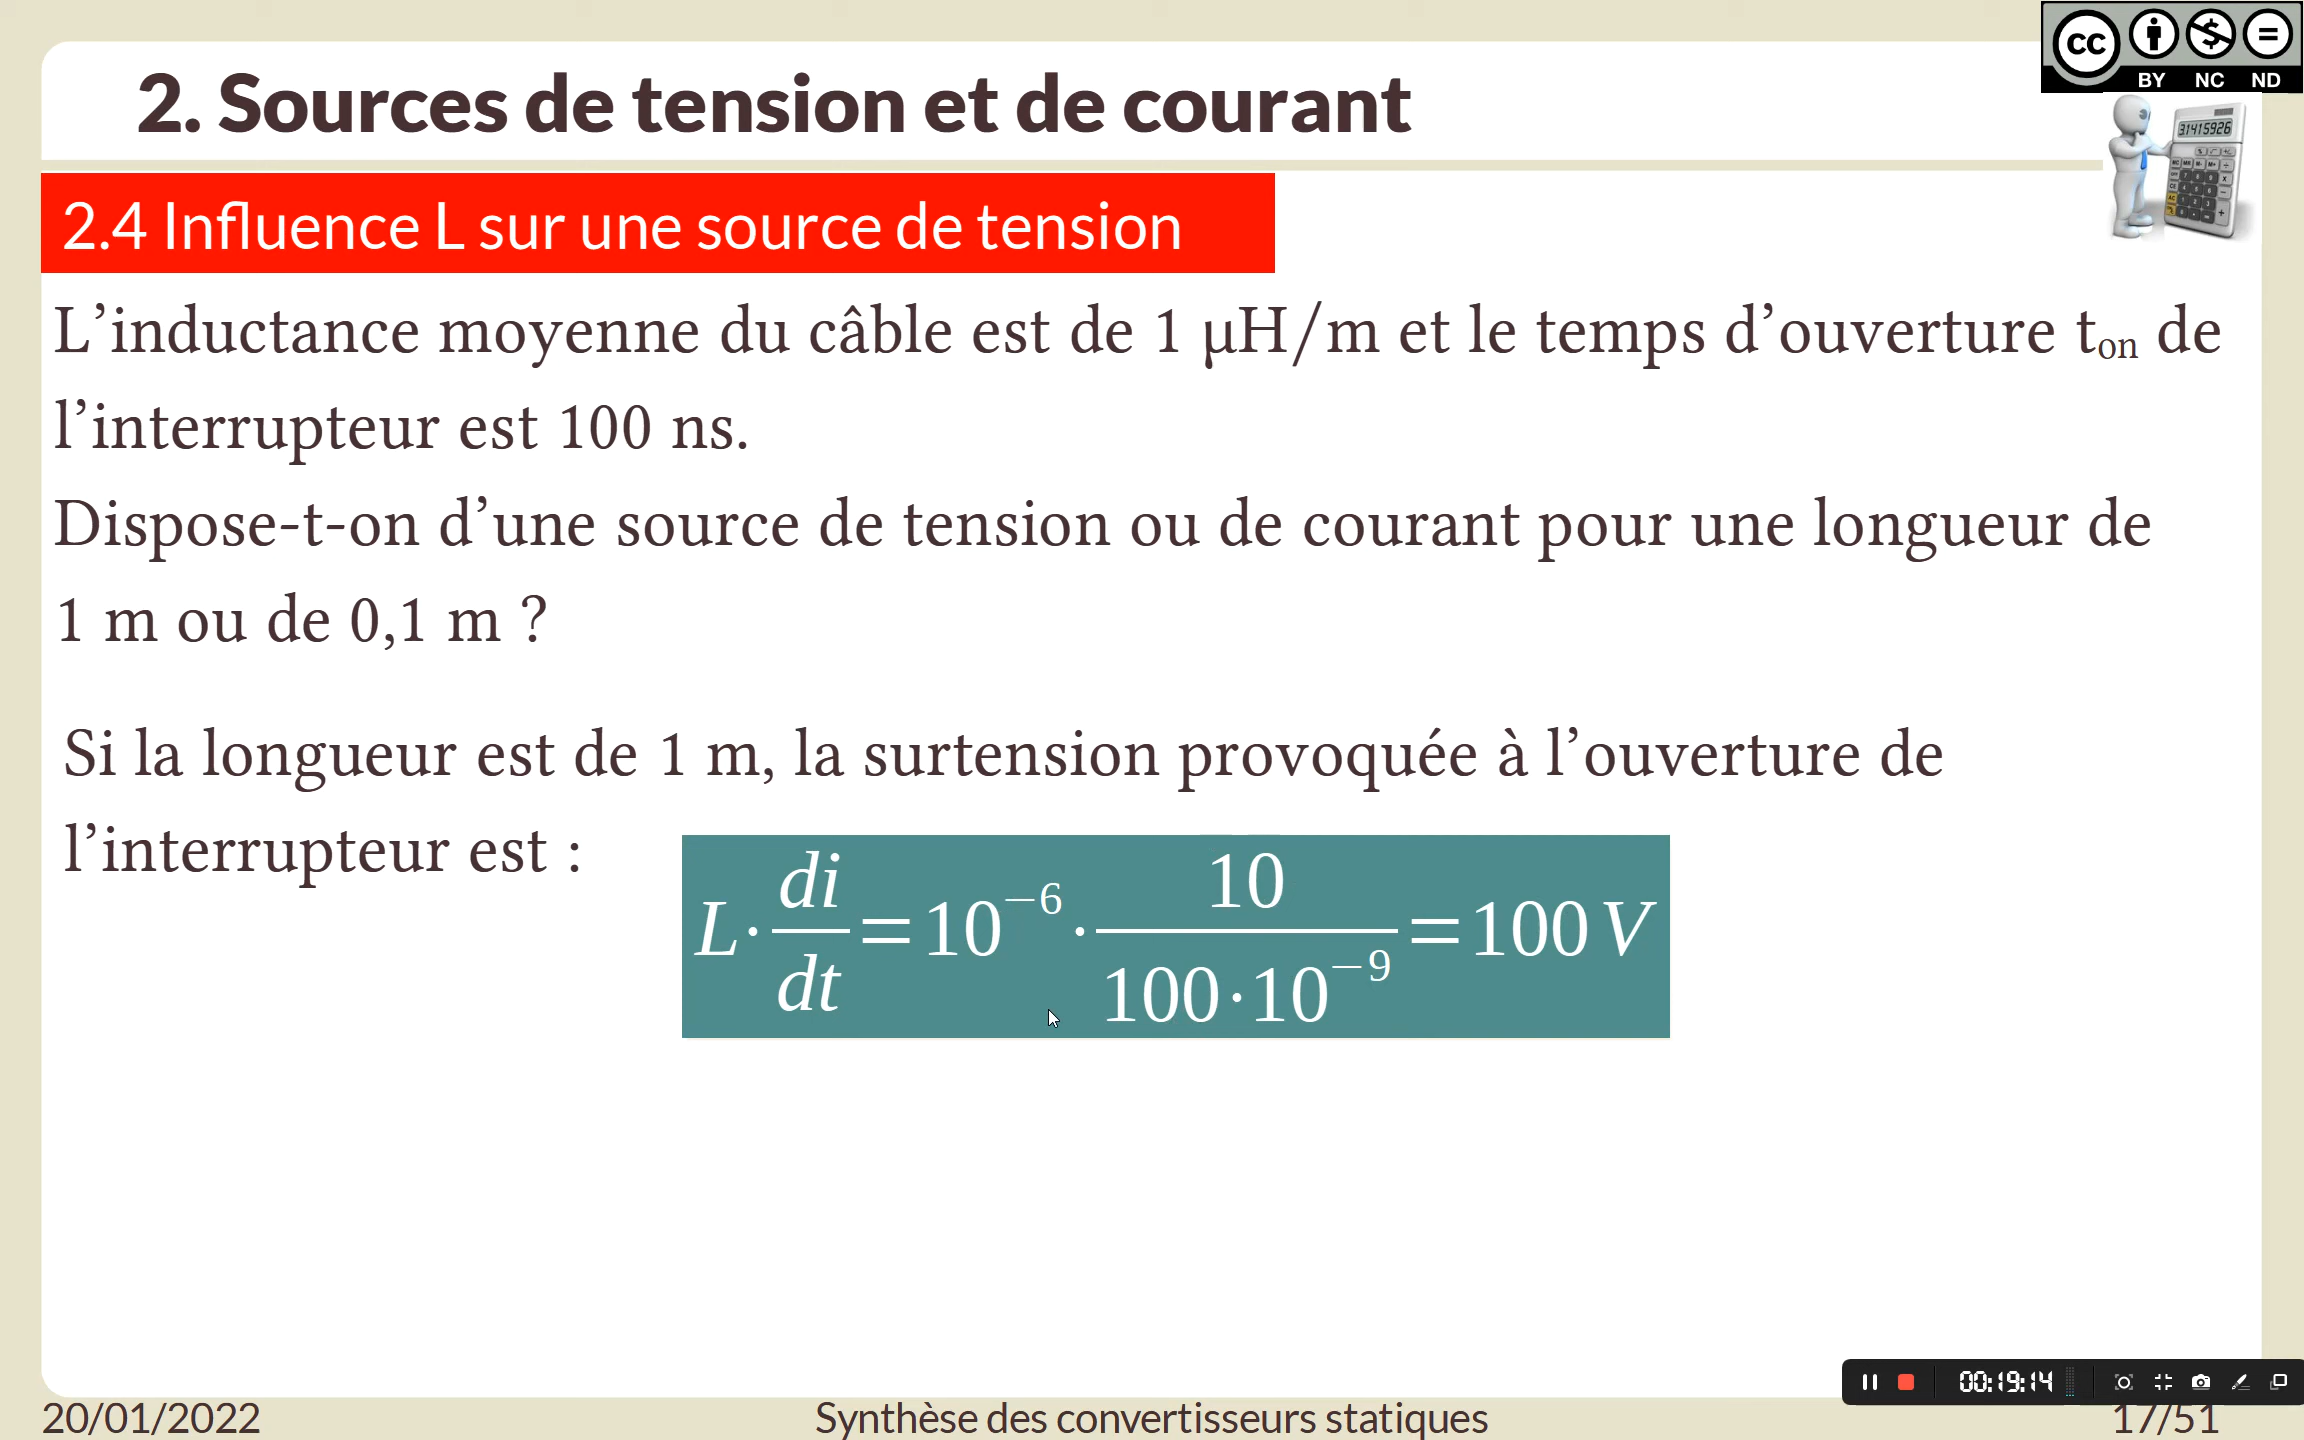 cc
BY NC ND
2. Sources de tension et de courant
3.1415926
2.4 Influence L sur une source de tension
L’inductance moyenne du câble est de 1 µH/m et le temps d’ouverture tₒₙ de
l’interrupteur est 100 ns.
Dispose-t-on d’une source de tension ou de courant pour une longueur de
1 m ou de 0,1 m ?
Si la longueur est de 1 m, la surtension provoquée à l’ouverture de
l’interrupteur est :
L·di/dt=10⁻⁶·10/(100·10⁻⁹)=100 V
00:19:14
20/01/2022 Synthèse des convertisseurs statiques 17/51